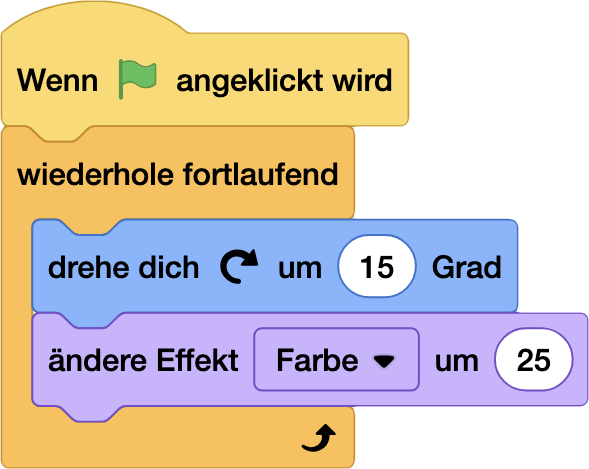 Wenn angeklickt wird
wiederhole fortlaufend
drehe dich um 15 Grad
ändere Effekt Farbe um 25